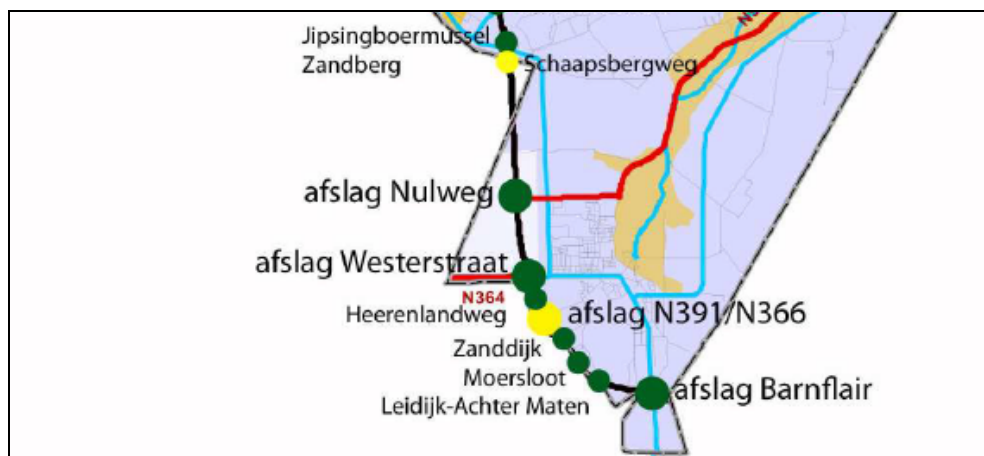 Jipsingboermussel
Zandberg
Schaapsbergweg
afslag Nulweg
afslag Westerstraat
N364
Heerenlandweg
afslag N391/N366
Zanddijk
Moersloot
Leidijk-Achter Maten
afslag Barnflair